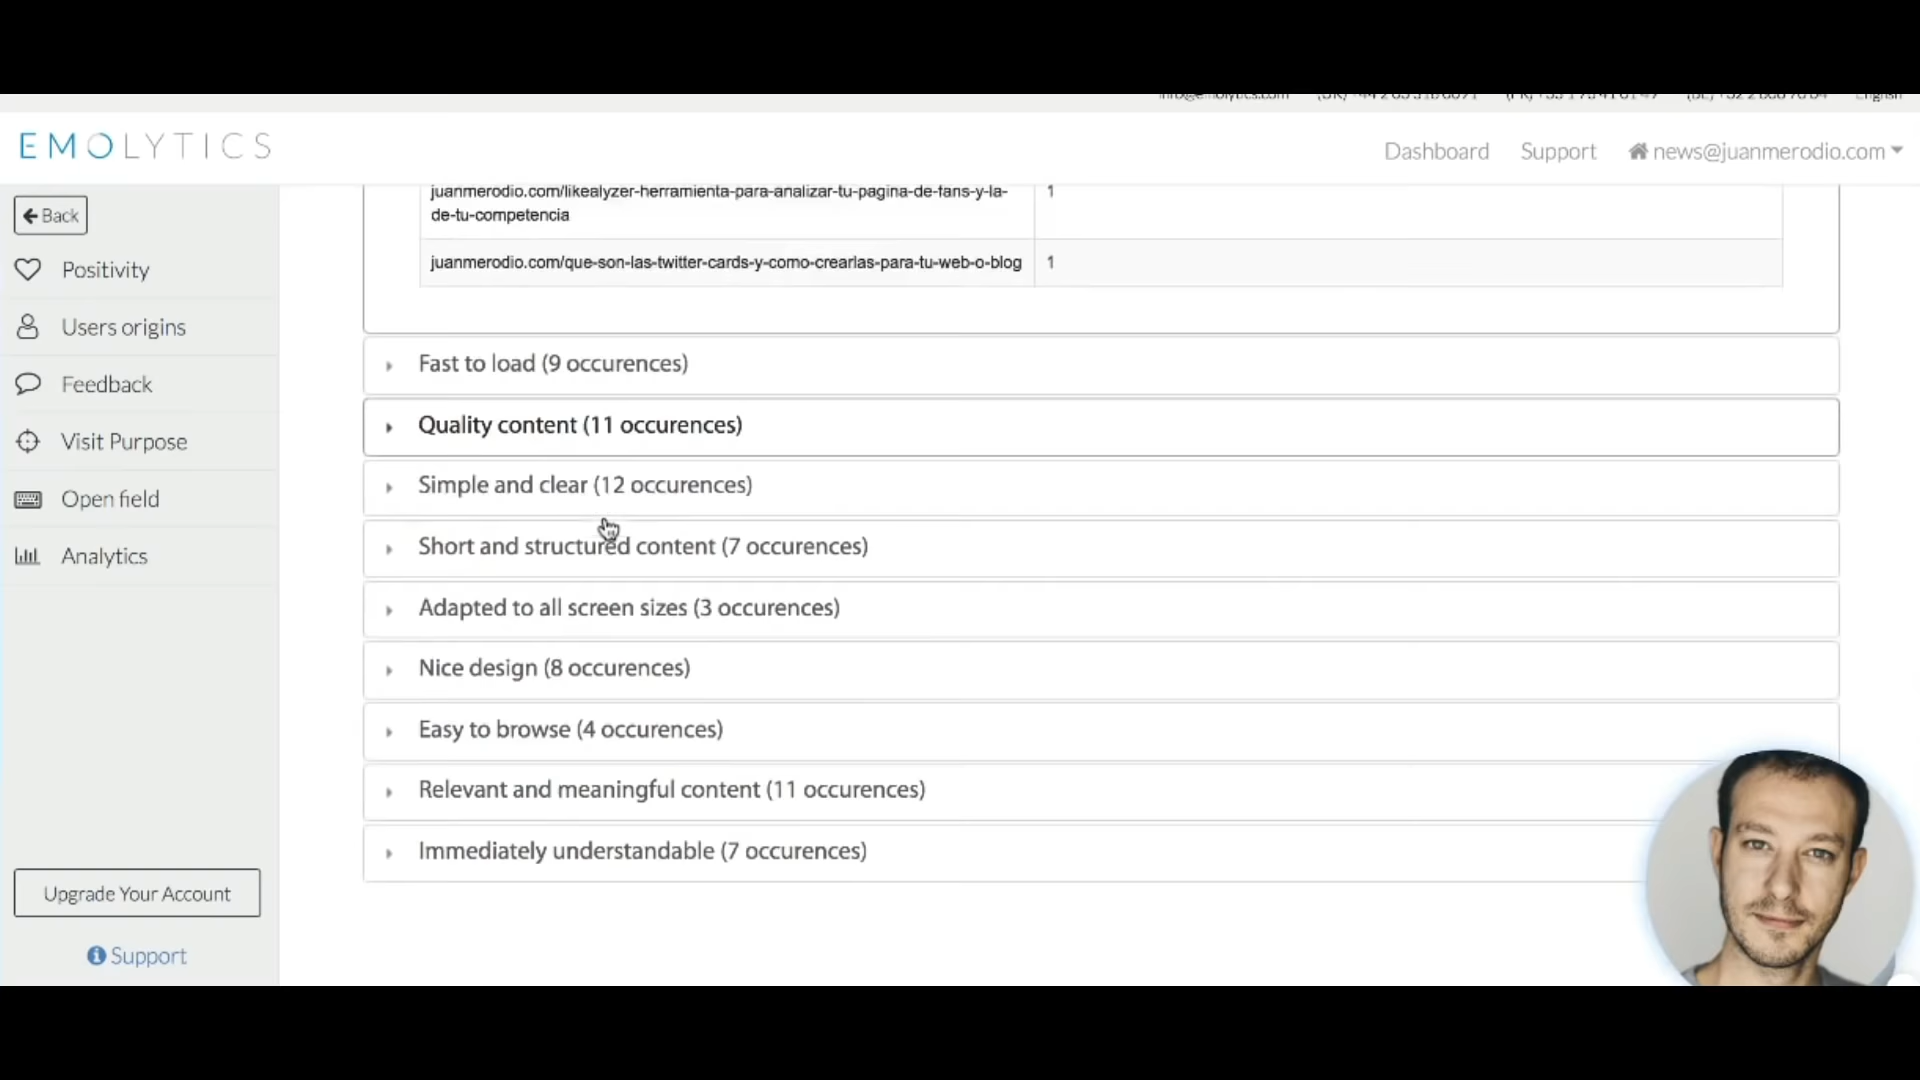 EMOLYTICS
Dashboard
Support
news@juanmerodio.com
Back
Positivity
Users origins
Feedback
Visit Purpose
Open field
Analytics
Upgrade Your Account
Support
juanmerodio.com/likealyzer-herramienta-para-analizar-tu-pagina-de-fans-y-la-
de-tu-competencia
1
juanmerodio.com/que-son-las-twitter-cards-y-como-crearlas-para-tu-web-o-blog
1
Fast to load (9 occurences)
Quality content (11 occurences)
Simple and clear (12 occurences)
Short and structured content (7 occurences)
Adapted to all screen sizes (3 occurences)
Nice design (8 occurences)
Easy to browse (4 occurences)
Relevant and meaningful content (11 occurences)
Immediately understandable (7 occurences)